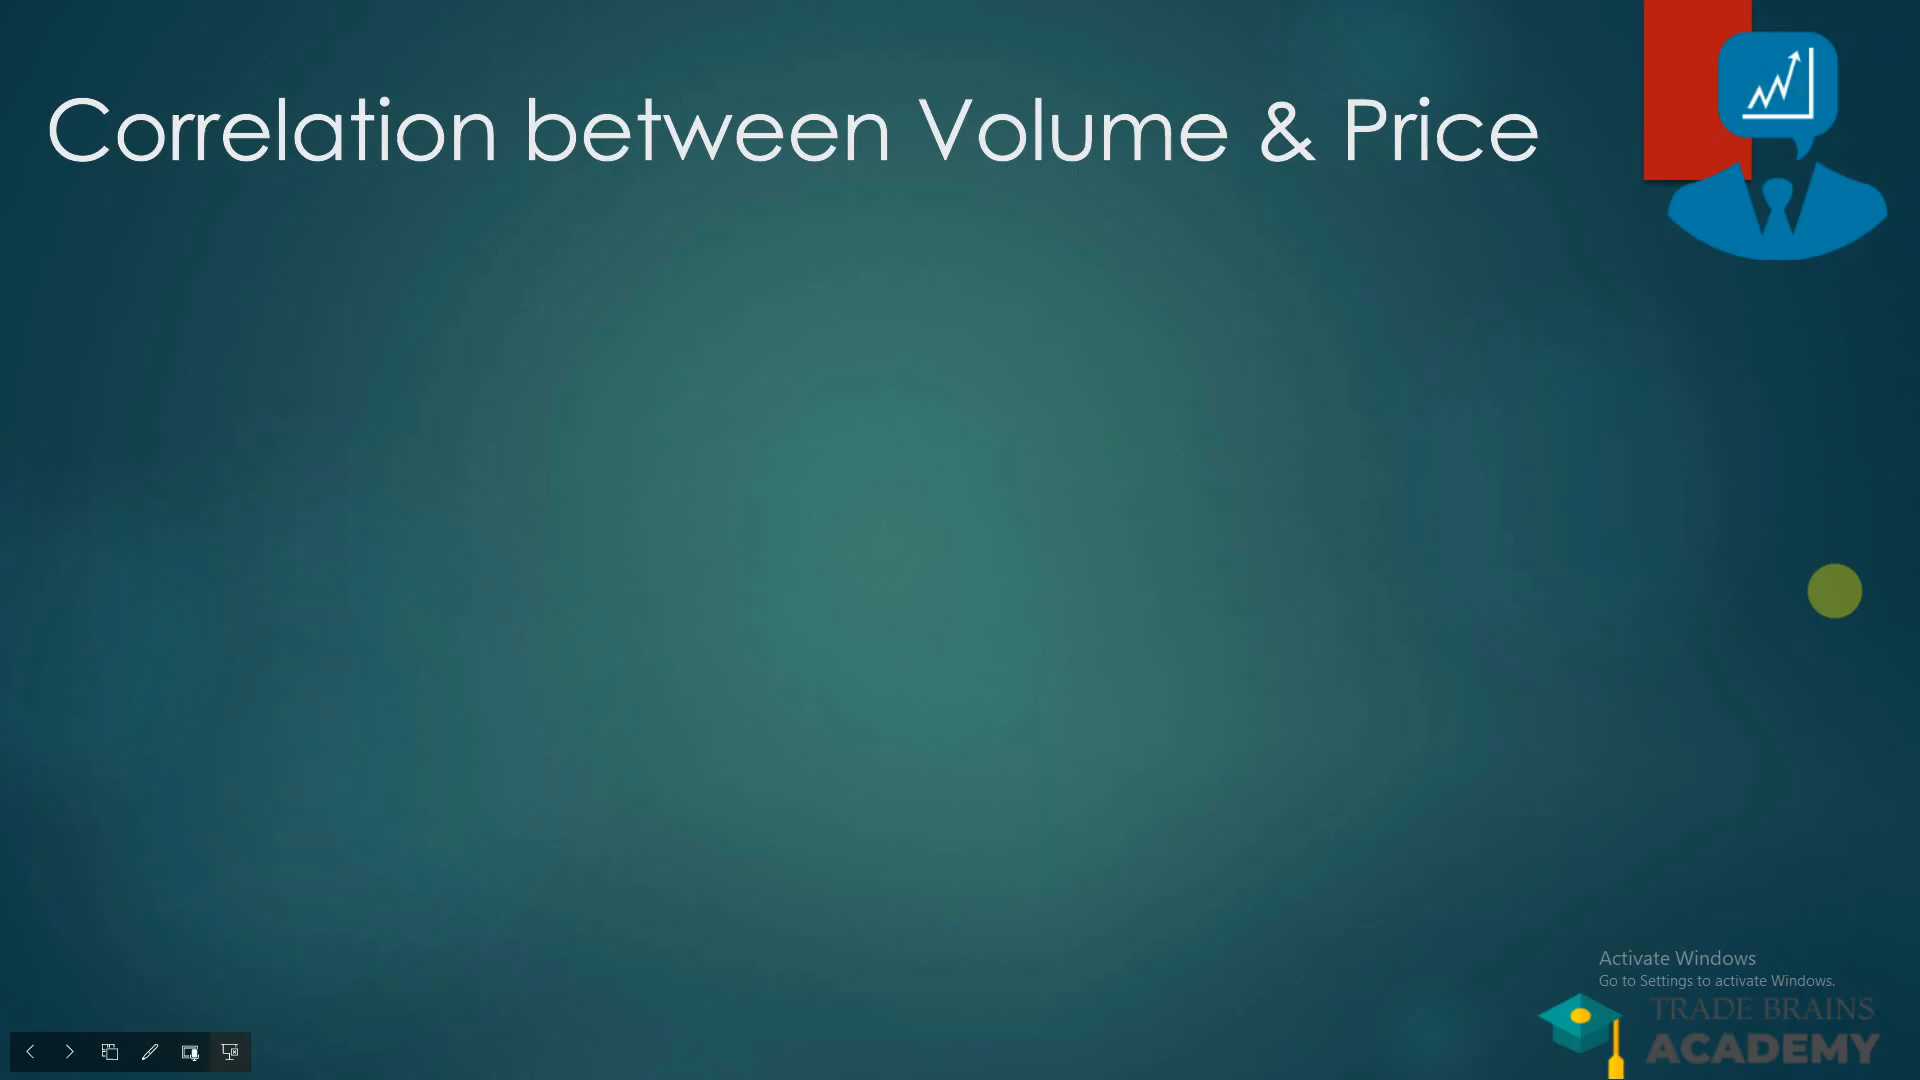 Correlation between Volume & Price
Activate Windows
Go to Settings to activate Windows.
TRADE BRAINS
ACADEMY